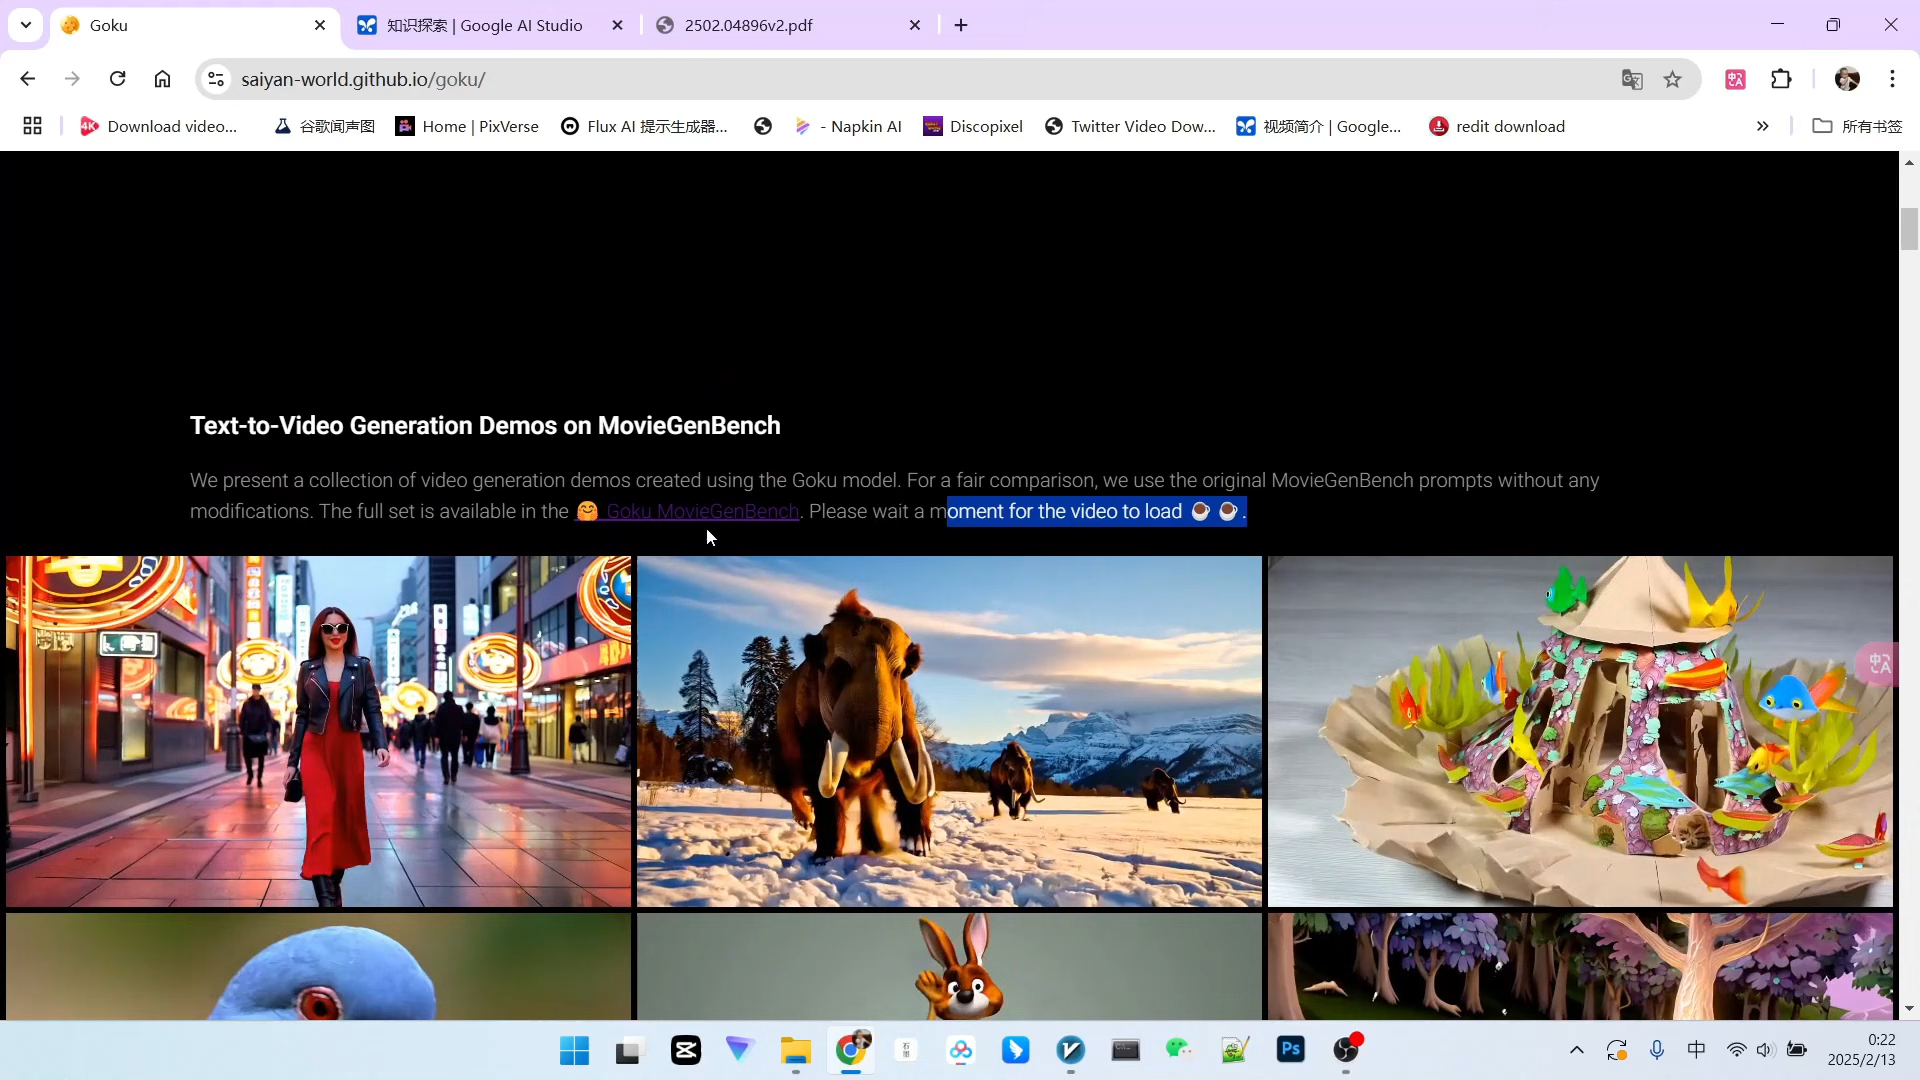 Goku
知识探索 | Google AI Studio
2502.04896v2.pdf
saiyan-world.github.io/goku/
Download video...
谷歌闻声图
Home | PixVerse
Flux AI 提示生成器...
- Napkin AI
Discopixel
Twitter Video Dow...
视频简介 | Google...
redit download
所有书签
Text-to-Video Generation Demos on MovieGenBench
We present a collection of video generation demos created using the Goku model. For a fair comparison, we use the original MovieGenBench prompts without any
modifications. The full set is available in the 🤗 Goku MovieGenBench. Please wait a moment for the video to load ☕ ☕ .
中
Ps
0:22
2025/2/13